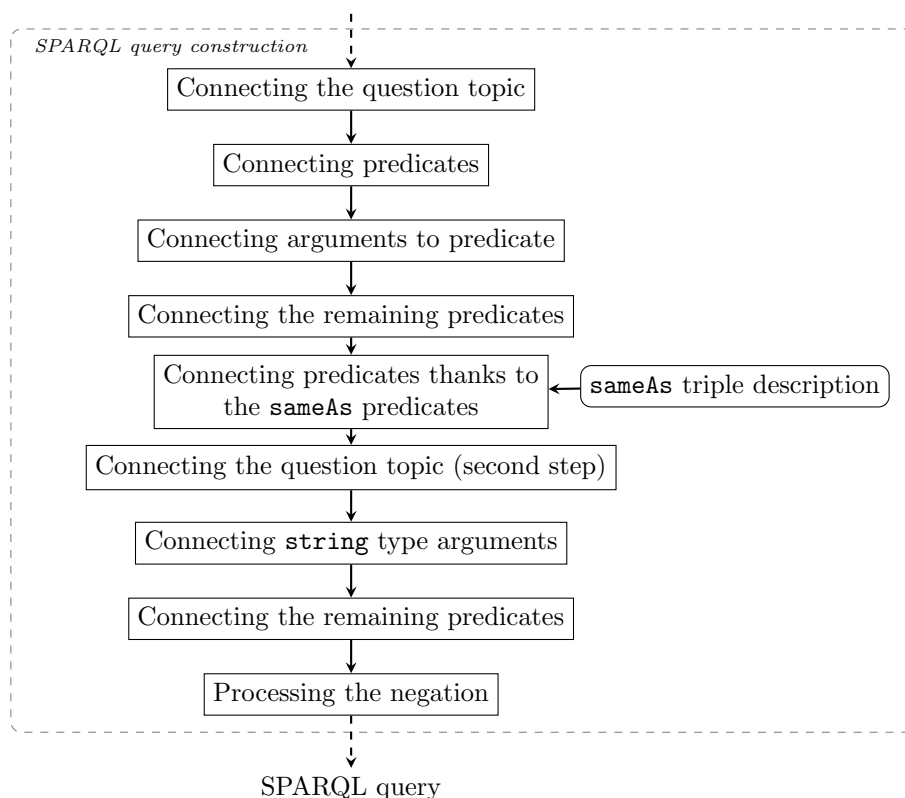 SPARQL query construction
Connecting the question topic
Connecting predicates
Connecting arguments to predicate
Connecting the remaining predicates
Connecting predicates thanks to
the sameAs predicates
sameAs triple description
Connecting the question topic (second step)
Connecting string type arguments
Connecting the remaining predicates
Processing the negation
SPARQL query